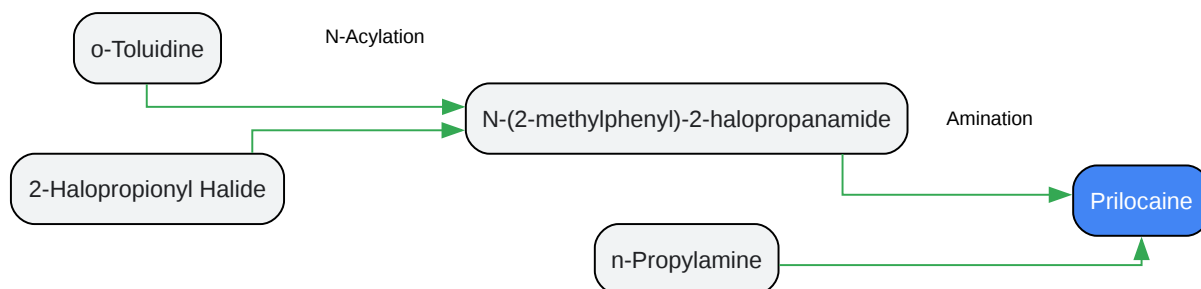 o-Toluidine
N-Acylation
N-(2-methylphenyl)-2-halopropanamide
Amination
2-Halopropionyl Halide
Prilocaine
n-Propylamine